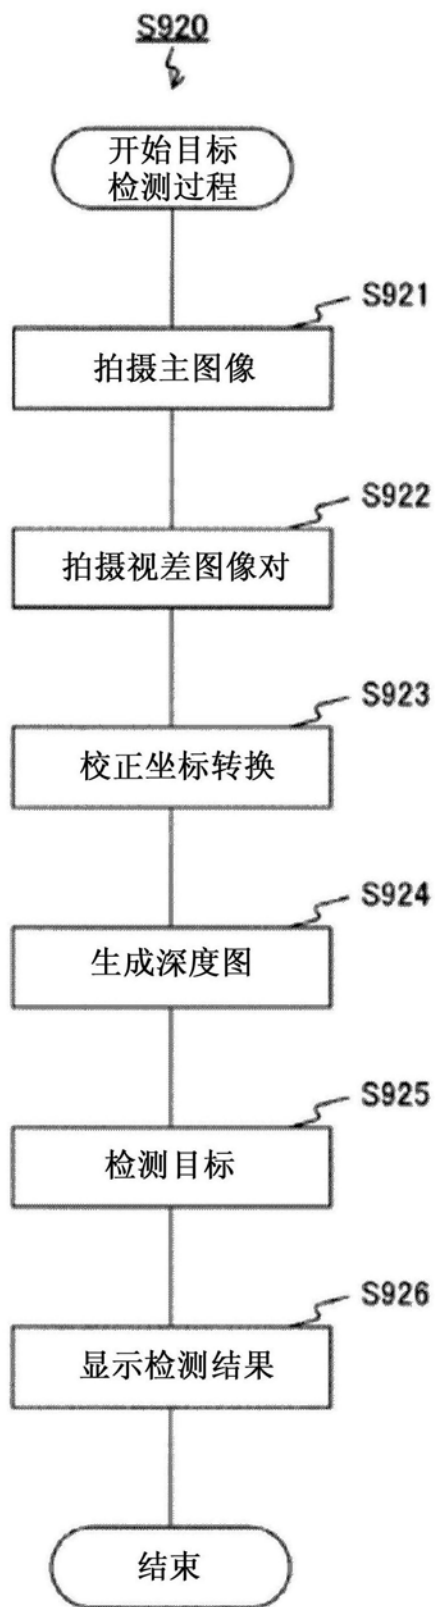 S920
开始目标
检测过程
S921
拍摄主图像
S922
拍摄视差图像对
S923
校正坐标转换
S924
生成深度图
S925
检测目标
S926
显示检测结果
结束